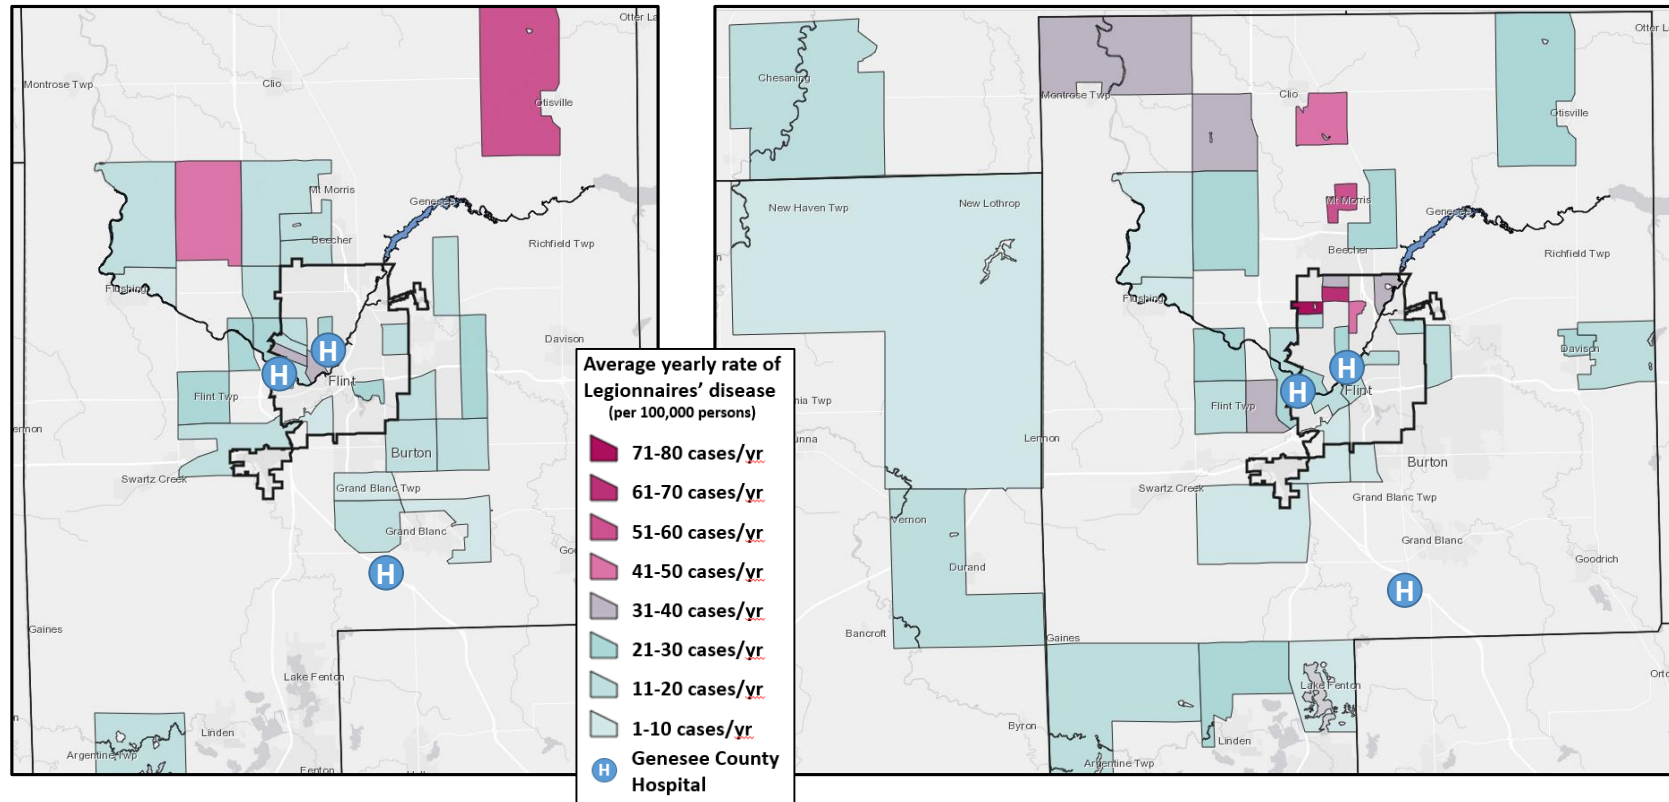 Otter La
Montrose Twp
Clio
Otisville
Mt Morris
Genesee
Beecher
Richfield Twp
Flushing
Davison
H
H
Flint
Flint Twp
ennon
Burton
Swartz Creek
Grand Blanc Twp
Grand Blanc
Goo
H
Gaines
Lake Fenton
n
Linden
Argentine Twp
Fenton
Average yearly rate of
Legionnaires’ disease
(per 100,000 persons)
71-80 cases/yr
61-70 cases/yr
51-60 cases/yr
41-50 cases/yr
31-40 cases/yr
21-30 cases/yr
11-20 cases/yr
1-10 cases/yr
H Genesee County
Hospital
Otter L
Chesaning
Montrose Twp
Clio
Otisville
New Haven Twp
New Lothrop
Mt Morris
Genesee
Beecher
Richfield Twp
n
Flushing
Davison
H
H
Flint
nia Twp
Flint Twp
unna
Lennon
Burton
Swartz Creek
Grand Blanc Twp
Vernon
Grand Blanc
Durand
Goodrich
H
Bancroft
Gaines
Lake Fenton
Orto
Byron
Linden
Argentine Twp